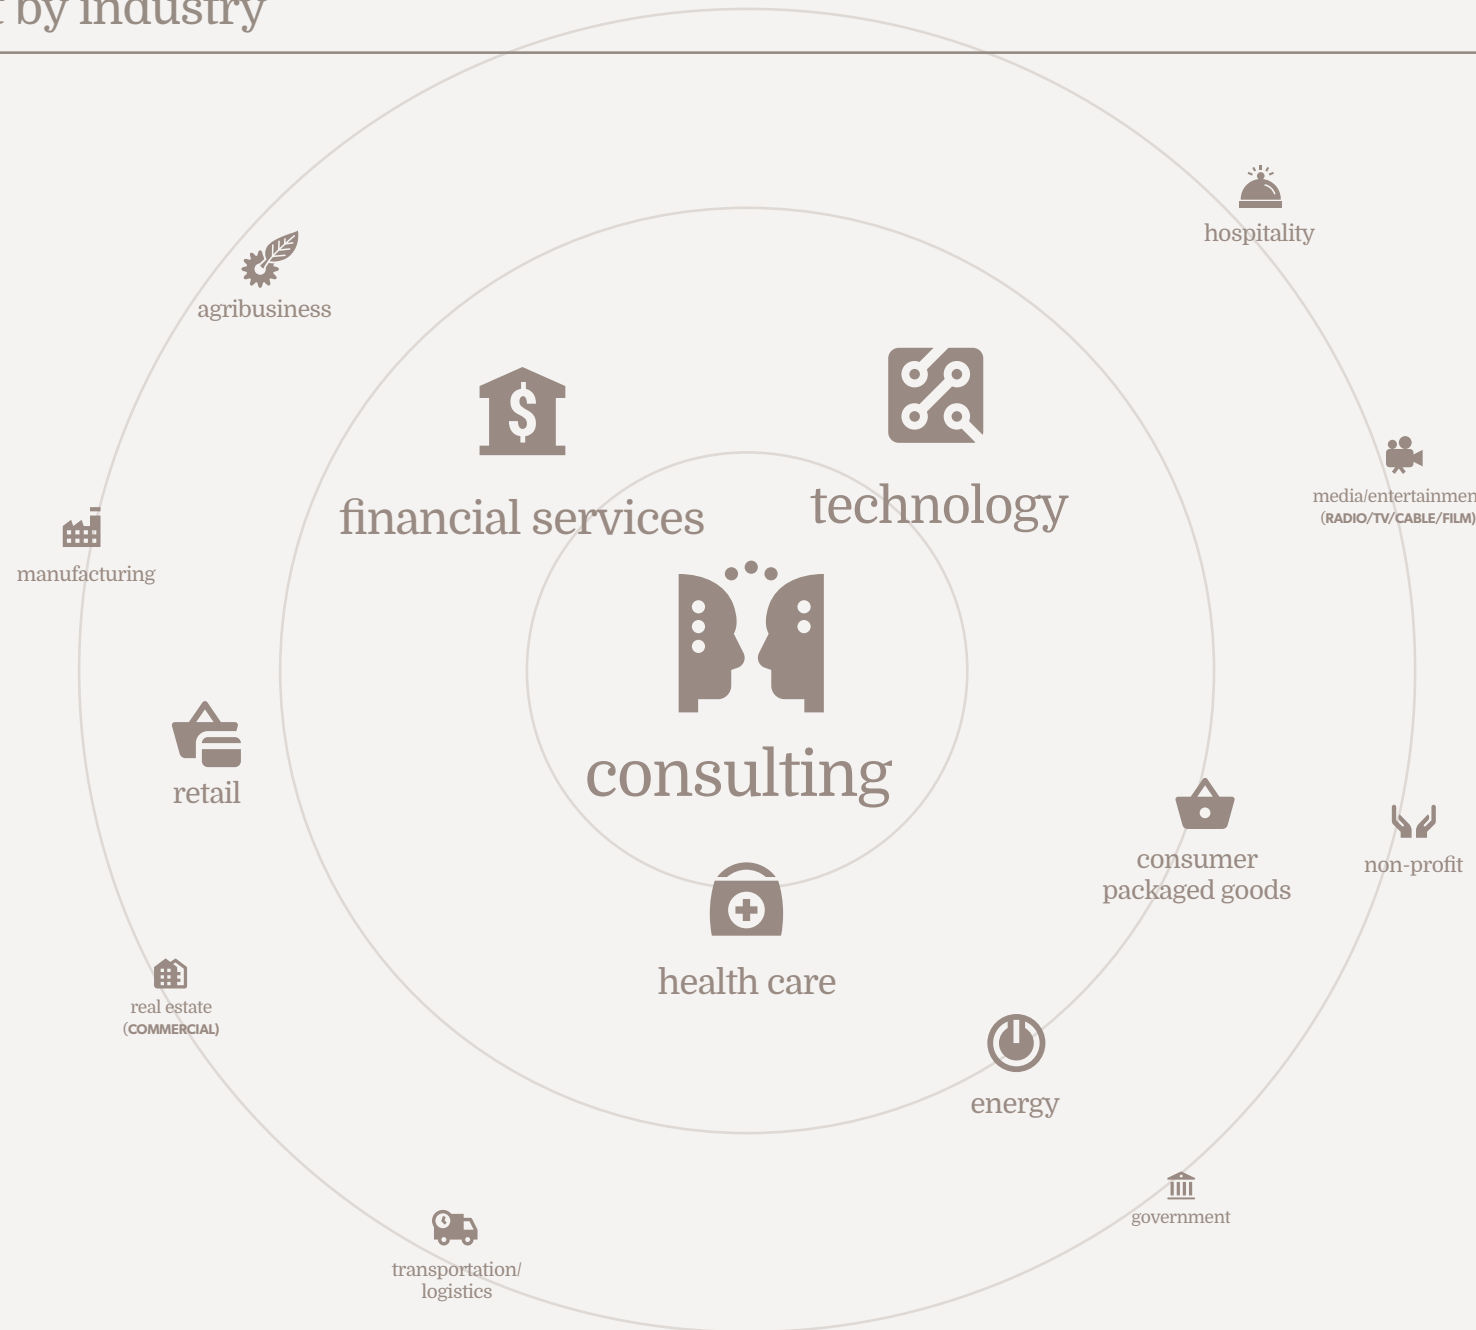 by industry
hospitality
agribusiness
media/entertainmen
(RADIO/TV/CABLE/FILM)
financial services
technology
manufacturing
consulting
retail
consumer
packaged goods
non-profit
health care
real estate
(COMMERCIAL)
energy
government
transportation/
logistics